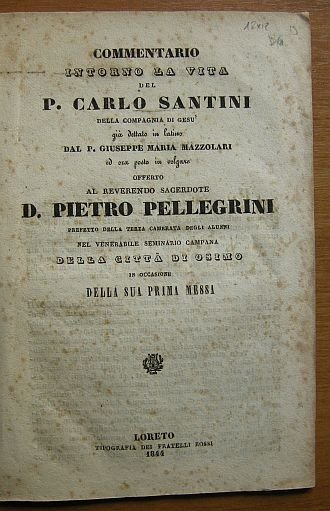 COMMENTARIO
INTORNO LA VITA
DEL
P. CARLO SANTINI
DELLA COMPAGNIA DI GESU'
già dettato in latino
DAL P. GIUSEPPE MARIA MAZZOLARI
ed ora posto in volgare
OFFERTO
AL REVERENDO SACERDOTE
D. PIETRO PELLEGRINI
PREFETTO DELLA TERZA CAMERATA DEGLI ALUNNI
NEL VENERABILE SEMINARIO CAMPANA
DELLA CITTÀ DI OSIMO
IN OCCASIONE
DELLA SUA PRIMA MESSA
LORETO
TIPOGRAFIA DEI FRATELLI ROSSI
1844